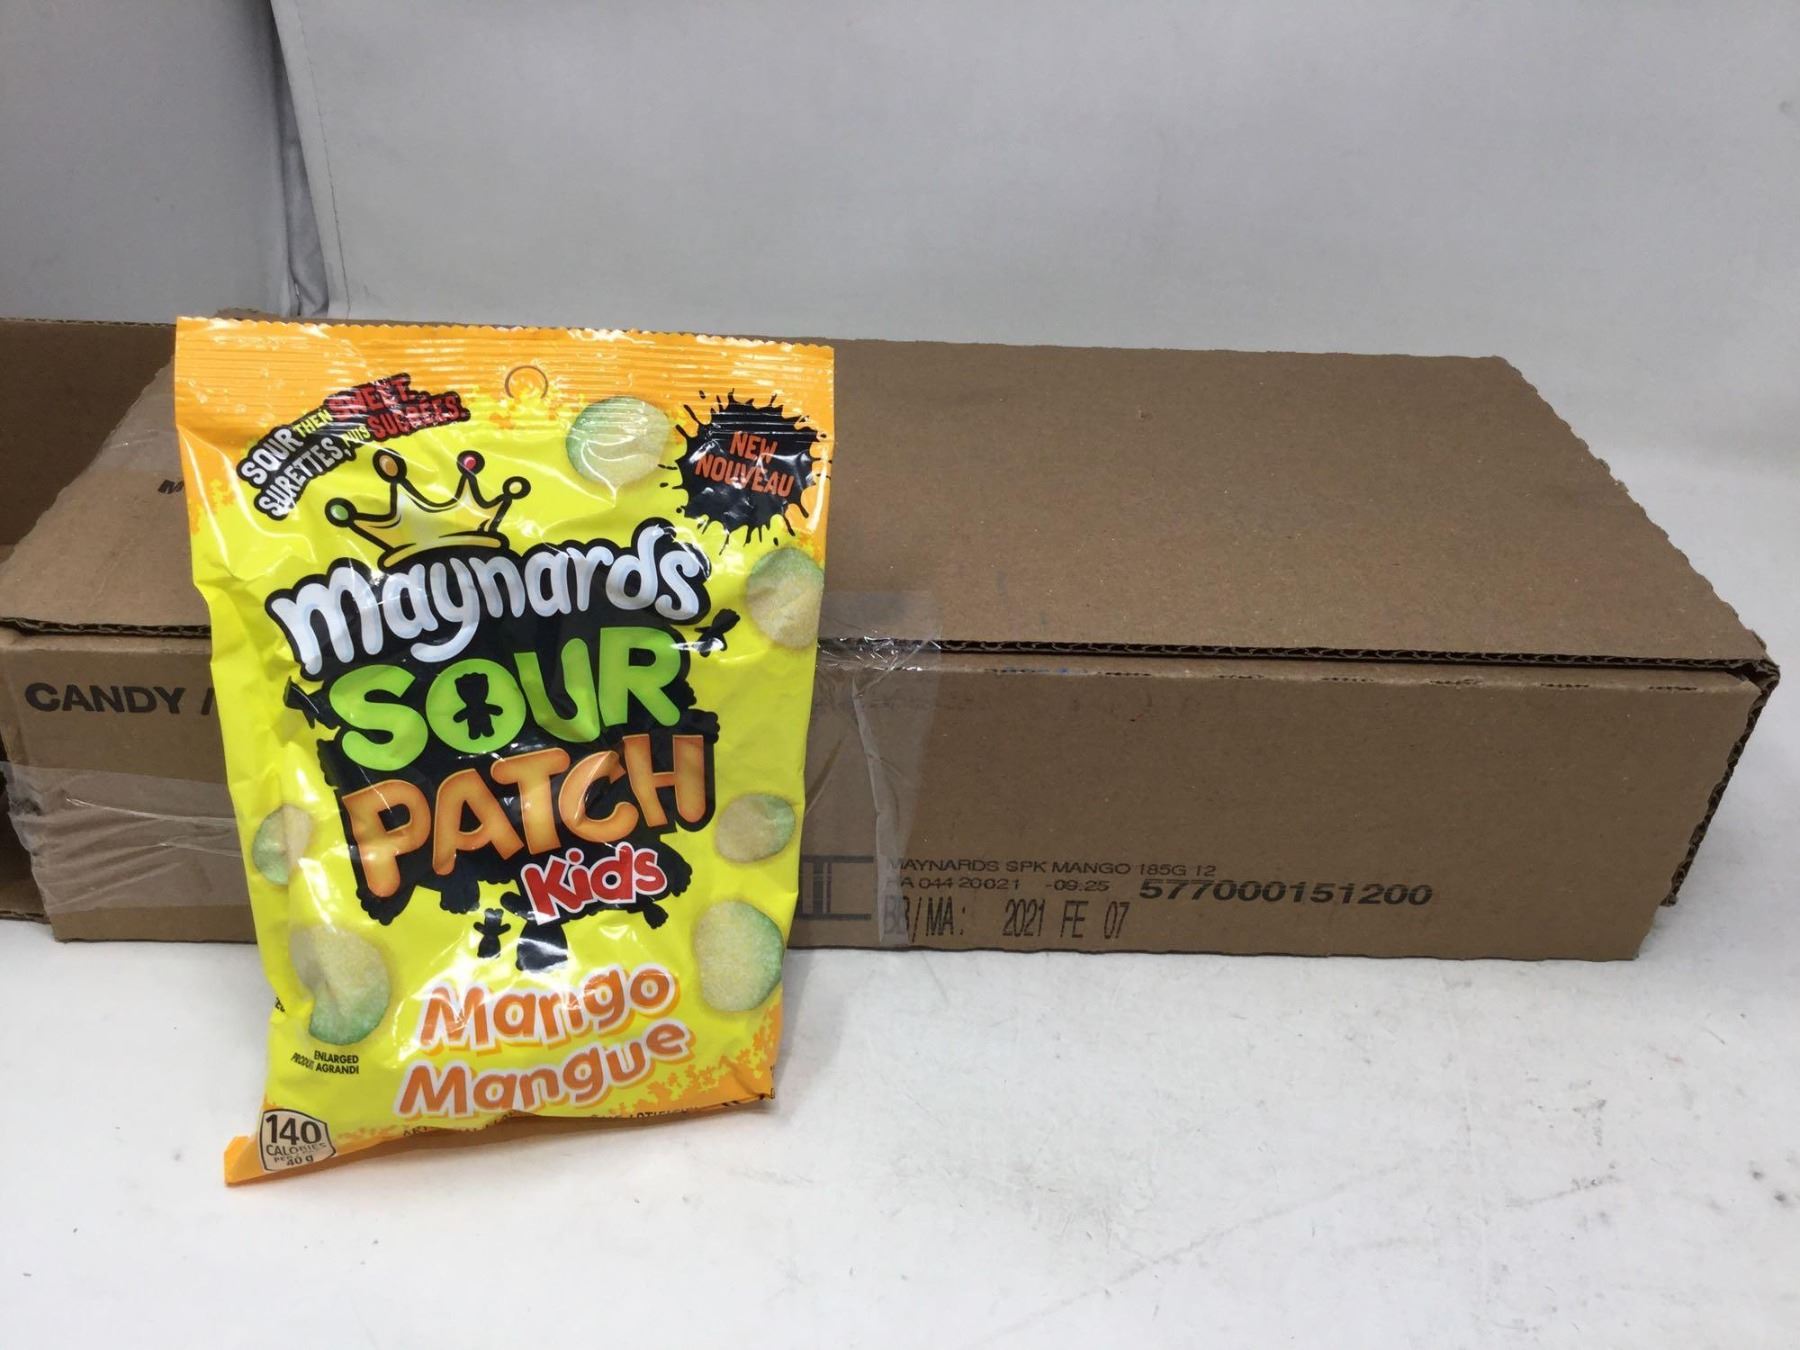 SOUR THEN SWEET.
SURETTES, PUIS SUCRÉES.
NEW
NOUVEAU
maynards
SOUR
PATCH
Kids
Mango
Mangue
ENLARGED
PRODUIT AGRANDI
140
CALORIES
PER
40 g
CANDY
MAYNARDS SPK MANGO 185G 12
044 20021 -09:25 577000151200
BB/MA: 2021 FE 07